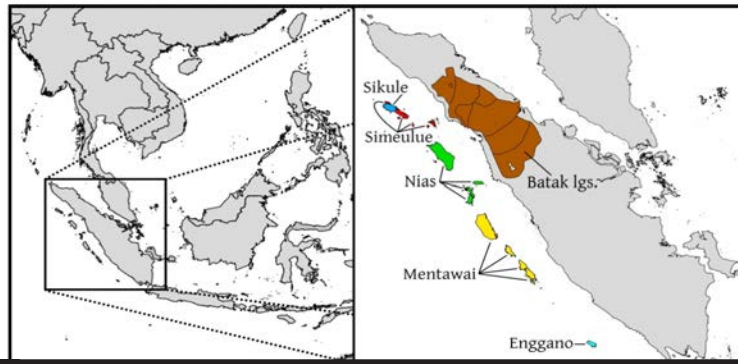 Sikule
Simeulue
Nias
Batak lgs.
Mentawai
Enggano